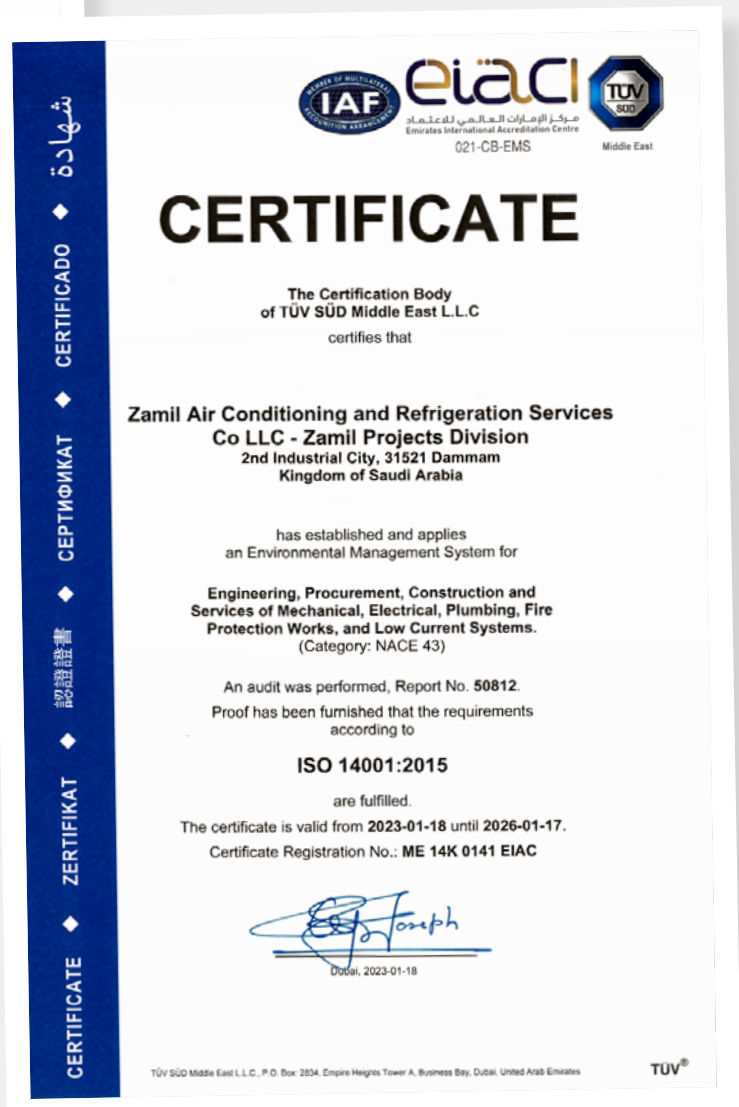 MEMBER OF MULTILATERAL
IAF
RECOGNITION ARRANGEMENT
eiaci
مركز الإمارات العالمي للاعتماد
Emirates International Accreditation Centre
021-CB-EMS
TÜV
SÜD
Middle East
CERTIFICATE
The Certification Body
of TÜV SÜD Middle East L.L.C
certifies that
Zamil Air Conditioning and Refrigeration Services
Co LLC - Zamil Projects Division
2nd Industrial City, 31521 Dammam
Kingdom of Saudi Arabia
has established and applies
an Environmental Management System for
Engineering, Procurement, Construction and
Services of Mechanical, Electrical, Plumbing, Fire
Protection Works, and Low Current Systems.
(Category: NACE 43)
An audit was performed, Report No. 50812.
Proof has been furnished that the requirements
according to
ISO 14001:2015
are fulfilled.
The certificate is valid from 2023-01-18 until 2026-01-17.
Certificate Registration No.: ME 14K 0141 EIAC
Joseph
Dubai, 2023-01-18
TÜV SÜD Middle East L.L.C., P.O. Box: 2834, Empire Heights Tower A, Business Bay, Dubai, United Arab Emirates
TÜV®
CERTIFICATE ◆ ZERTIFIKAT ◆ 認證證書 ◆ СЕРТИФИКАТ ◆ CERTIFICADO ◆ شهادة